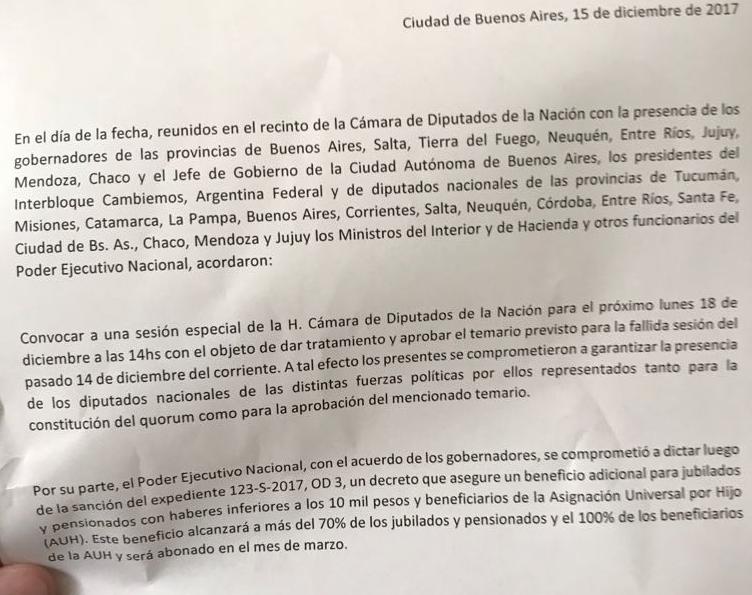 Ciudad de Buenos Aires, 15 de diciembre de 2017
En el día de la fecha, reunidos en el recinto de la Cámara de Diputados de la Nación con la presencia de los
gobernadores de las provincias de Buenos Aires, Salta, Tierra del Fuego, Neuquén, Entre Ríos, Jujuy,
Mendoza, Chaco y el Jefe de Gobierno de la Ciudad Autónoma de Buenos Aires, los presidentes del
Interbloque Cambiemos, Argentina Federal y de diputados nacionales de las provincias de Tucumán,
Misiones, Catamarca, La Pampa, Buenos Aires, Corrientes, Salta, Neuquén, Córdoba, Entre Ríos, Santa Fe,
Ciudad de Bs. As., Chaco, Mendoza y Jujuy los Ministros del Interior y de Hacienda y otros funcionarios del
Poder Ejecutivo Nacional, acordaron:
Convocar a una sesión especial de la H. Cámara de Diputados de la Nación para el próximo lunes 18 de
diciembre a las 14hs con el objeto de dar tratamiento y aprobar el temario previsto para la fallida sesión del
pasado 14 de diciembre del corriente. A tal efecto los presentes se comprometieron a garantizar la presencia
de los diputados nacionales de las distintas fuerzas políticas por ellos representados tanto para la
constitución del quorum como para la aprobación del mencionado temario.
Por su parte, el Poder Ejecutivo Nacional, con el acuerdo de los gobernadores, se comprometió a dictar luego
de la sanción del expediente 123-S-2017, OD 3, un decreto que asegure un beneficio adicional para jubilados
y pensionados con haberes inferiores a los 10 mil pesos y beneficiarios de la Asignación Universal por Hijo
(AUH). Este beneficio alcanzará a más del 70% de los jubilados y pensionados y el 100% de los beneficiarios
de la AUH y será abonado en el mes de marzo.